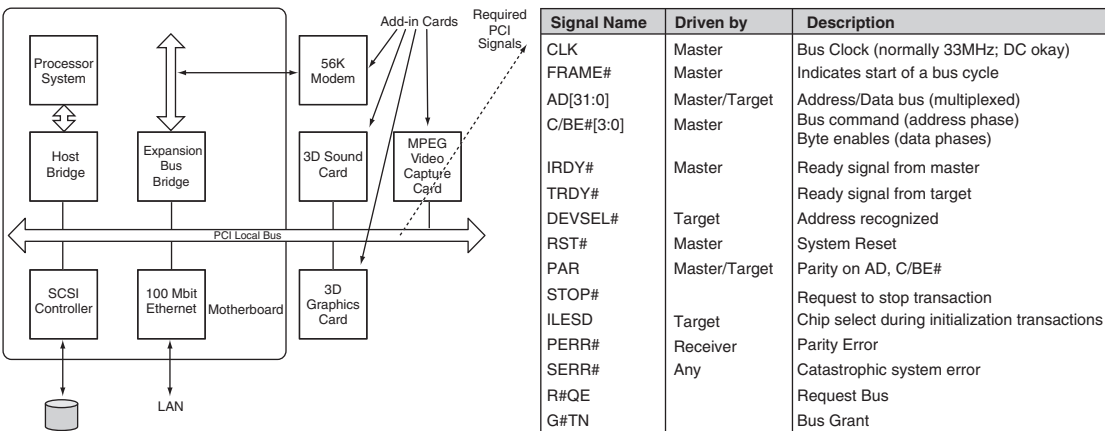 Add-in Cards
Required
PCI
Signals
Processor
System
56K
Modem
Host
Bridge
Expansion
Bus
Bridge
3D Sound
Card
MPEG
Video
Capture
Card
PCI Local Bus
SCSI
Controller
100 Mbit
Ethernet
Motherboard
3D
Graphics
Card
LAN
Signal Name Driven by Description
CLK Master Bus Clock (normally 33MHz; DC okay)
FRAME# Master Indicates start of a bus cycle
AD[31:0] Master/Target Address/Data bus (multiplexed)
C/BE#[3:0] Master Bus command (address phase)
Byte enables (data phases)
IRDY# Master Ready signal from master
TRDY# Ready signal from target
DEVSEL# Target Address recognized
RST# Master System Reset
PAR Master/Target Parity on AD, C/BE#
STOP# Request to stop transaction
ILESD Target Chip select during initialization transactions
PERR# Receiver Parity Error
SERR# Any Catastrophic system error
R#QE Request Bus
G#TN Bus Grant